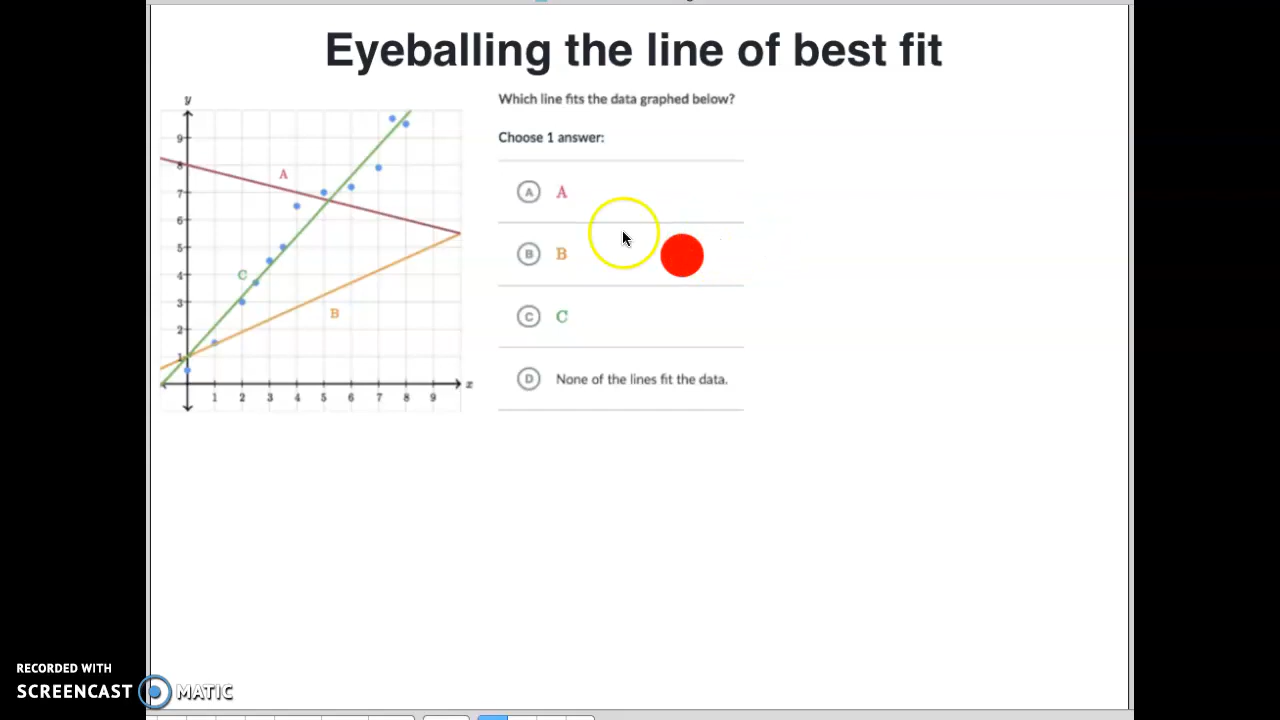 Eyeballing the line of best fit
Which line fits the data graphed below?
Choose 1 answer:
A A
B B
C C
D None of the lines fit the data.
y
9
8
7
6
5
4
3
2
1
A
C
B
1 2 3 4 5 6 7 8 9
x
RECORDED WITH
SCREENCAST MATIC